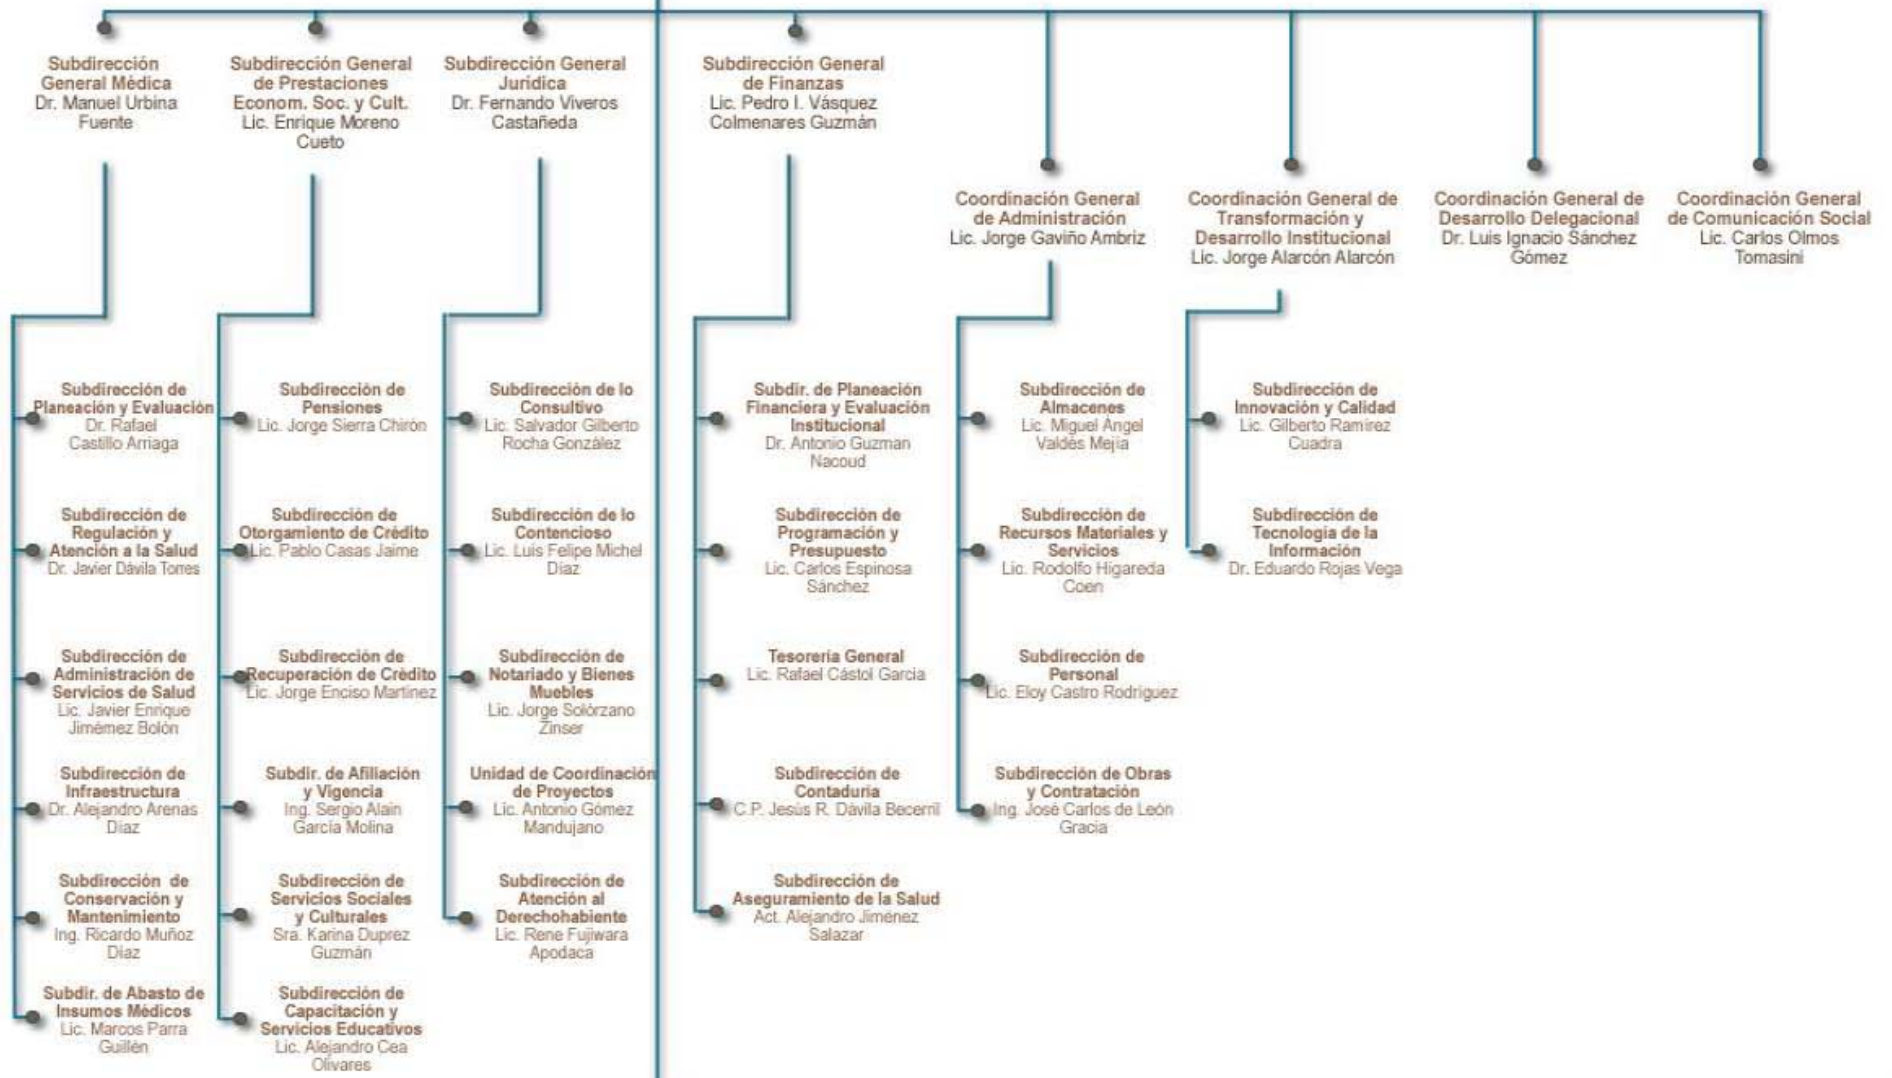 Subdirección
General Médica
Dr. Manuel Urbina
Fuente
Subdirección General
de Prestaciones
Econom. Soc. y Cult.
Lic. Enrique Moreno
Cueto
Subdirección General
Jurídica
Dr. Fernando Viveros
Castañeda
Subdirección General
de Finanzas
Lic. Pedro I. Vásquez
Colmenares Guzmán
Coordinación General
de Administración
Lic. Jorge Gaviño Ambriz
Coordinación General de
Transformación y
Desarrollo Institucional
Lic. Jorge Alarcón Alarcón
Coordinación General de
Desarrollo Delegacional
Dr. Luis Ignacio Sánchez
Gómez
Coordinación General
de Comunicación Social
Lic. Carlos Olmos
Tomasini
Subdirección de
Planeación y Evaluación
Dr. Rafael
Castillo Arriaga
Subdirección de
Regulación y
Atención a la Salud
Dr. Javier Dávila Torres
Subdirección de
Administración de
Servicios de Salud
Lic. Javier Enrique
Jimémez Bolón
Subdirección de
Infraestructura
Dr. Alejandro Arenas
Díaz
Subdirección de
Conservación y
Mantenimiento
Ing. Ricardo Muñoz
Díaz
Subdir. de Abasto de
Insumos Médicos
Lic. Marcos Parra
Guillén
Subdirección de
Pensiones
Lic. Jorge Sierra Chirón
Subdirección de
Otorgamiento de Crédito
Lic. Pablo Casas Jaime
Subdirección de
Recuperación de Crédito
Lic. Jorge Enciso Martínez
Subdir. de Afiliación
y Vigencia
Ing. Sergio Alain
García Molina
Subdirección de
Servicios Sociales
y Culturales
Sra. Karina Duprez
Guzmán
Subdirección de
Capacitación y
Servicios Educativos
Lic. Alejandro Cea
Olivares
Subdirección de lo
Consultivo
Lic. Salvador Gilberto
Rocha González
Subdirección de lo
Contencioso
Lic. Luis Felipe Michel
Díaz
Subdirección de
Notariado y Bienes
Muebles
Lic. Jorge Solórzano
Zinser
Unidad de Coordinación
de Proyectos
Lic. Antonio Gómez
Mandujano
Subdirección de
Atención al
Derechohabiente
Lic. Rene Fujiwara
Apodaca
Subdir. de Planeación
Financiera y Evaluación
Institucional
Dr. Antonio Guzman
Nacoud
Subdirección de
Programación y
Presupuesto
Lic. Carlos Espinosa
Sánchez
Tesorería General
Lic. Rafael Cástol García
Subdirección de
Contaduría
C.P. Jesús R. Dávila Becerril
Subdirección de
Aseguramiento de la Salud
Act. Alejandro Jiménez
Salazar
Subdirección de
Almacenes
Lic. Miguel Ángel
Valdés Mejía
Subdirección de
Recursos Materiales y
Servicios
Lic. Rodolfo Higareda
Coen
Subdirección de
Personal
Lic. Eloy Castro Rodríguez
Subdirección de Obras
y Contratación
Ing. José Carlos de León
Gracia
Subdirección de
Innovación y Calidad
Lic. Gilberto Ramírez
Cuadra
Subdirección de
Tecnología de la
Información
Dr. Eduardo Rojas Vega